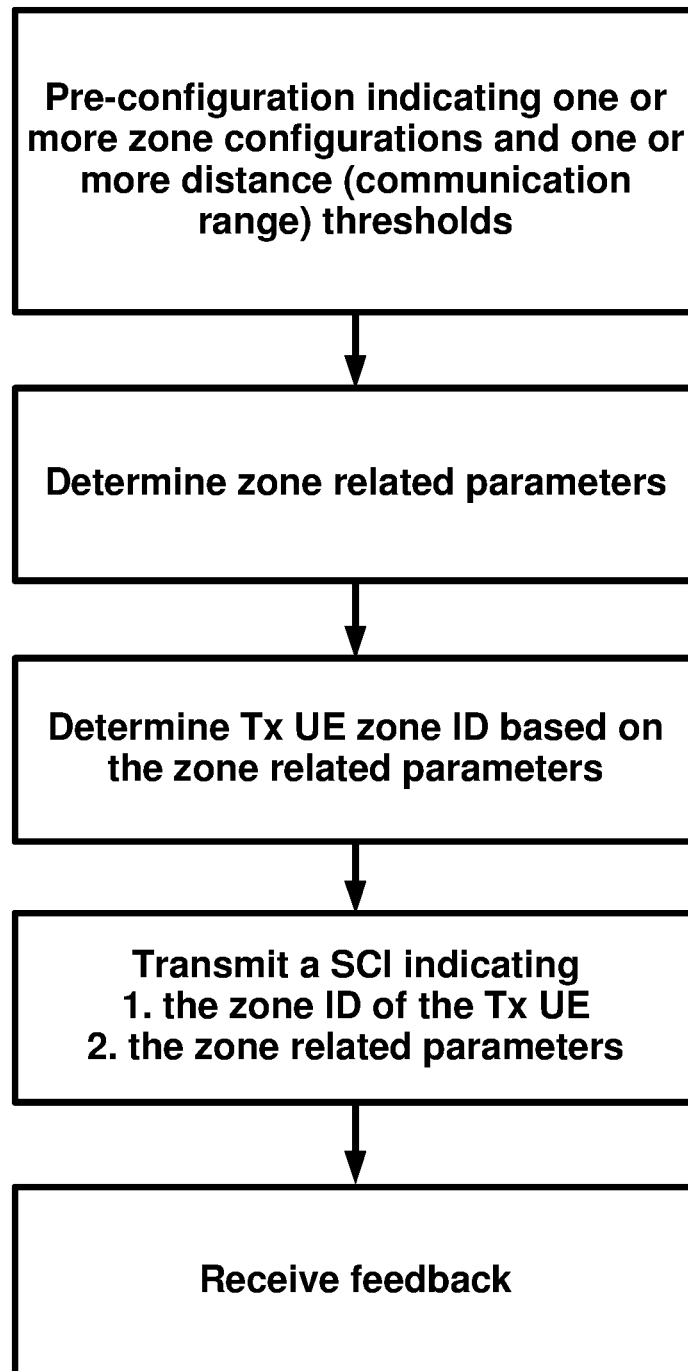 Pre-configuration indicating one or
more zone configurations and one or
more distance (communication
range) thresholds
Determine zone related parameters
Determine Tx UE zone ID based on
the zone related parameters
Transmit a SCI indicating
1. the zone ID of the Tx UE
2. the zone related parameters
Receive feedback